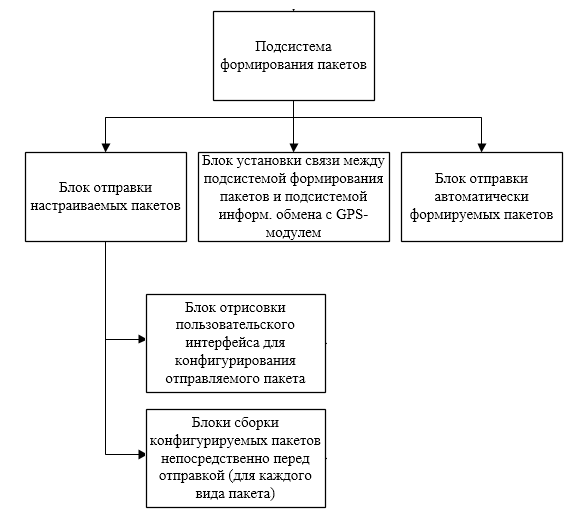 Подсистема
формирования пакетов
Блок отправки
настраиваемых пакетов
Блок установки связи между
подсистемой формирования
пакетов и подсистемой
информ. обмена с GPS-
модулем
Блок отправки
автоматически
формируемых пакетов
Блок отрисовки
пользовательского
интерфейса для
конфигурирования
отправляемого пакета
Блоки сборки
конфигурируемых пакетов
непосредственно перед
отправкой (для каждого
вида пакета)